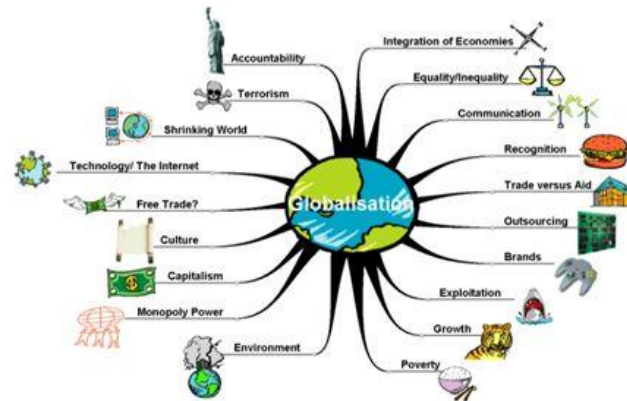 Globalisation
Integration of Economies
Equality/Inequality
Communication
Recognition
Trade versus Aid
Outsourcing
Brands
Exploitation
Growth
Poverty
Environment
Monopoly Power
Capitalism
$
Culture
Free Trade?
Technology/ The Internet
Shrinking World
Terrorism
Accountability